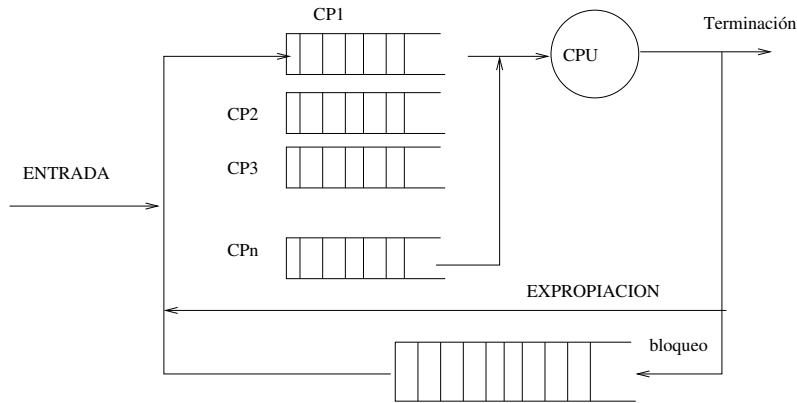 CP1
Terminación
CPU
CP2
CP3
ENTRADA
CPn
EXPROPIACION
bloqueo